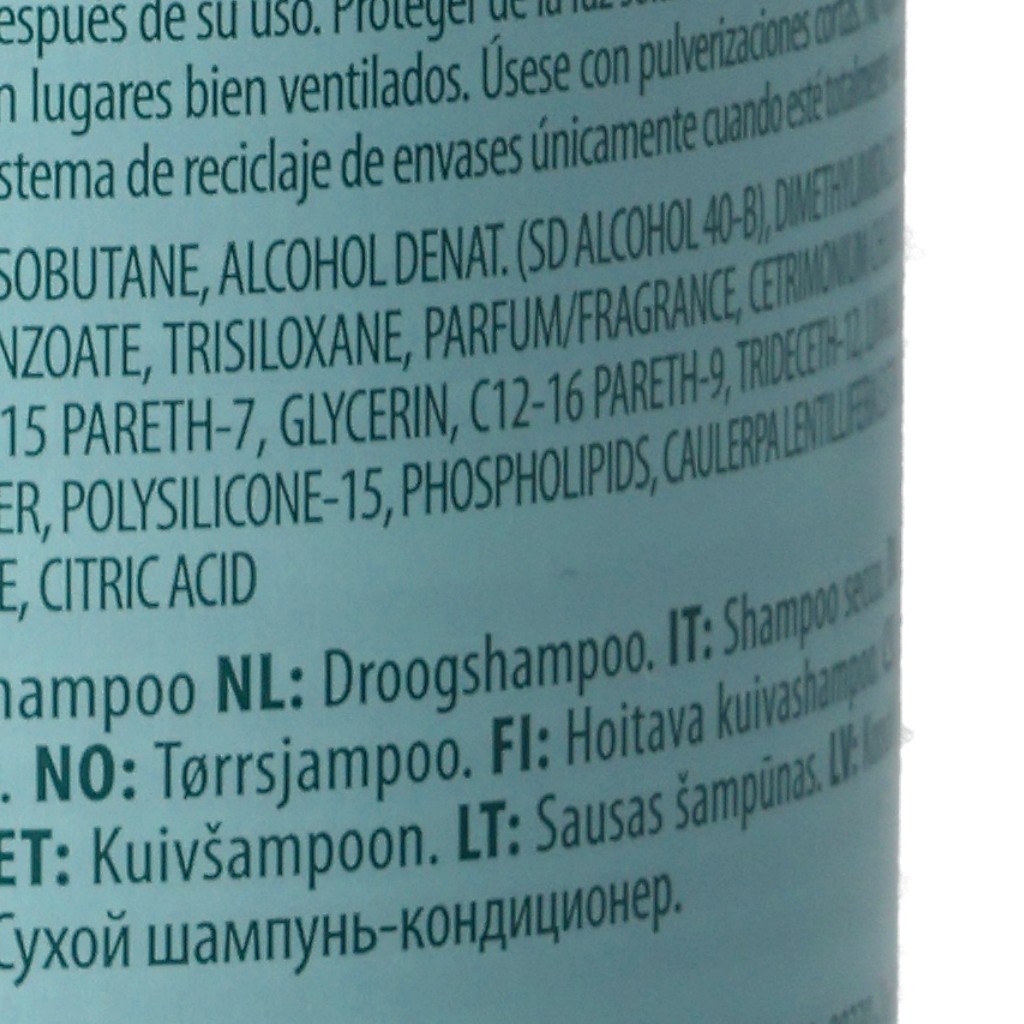 espués de su uso. Proteger de la luz
n lugares bien ventilados. Úsese con pulverizaciones cortas,
stema de reciclaje de envases únicamente cuando esté totalmente
SOBUTANE, ALCOHOL DENAT. (SD ALCOHOL 40-B),
NZOATE, TRISILOXANE, PARFUM/FRAGRANCE, CETRIMONIUM
15 PARETH-7, GLYCERIN, C12-16 PARETH-9, TRIDECETH-12,
ER, POLYSILICONE-15, PHOSPHOLIPIDS, CAULERPA LENTILLIFERA
E, CITRIC ACID
hampoo NL: Droogshampoo. IT: Shampoo secco.
. NO: Tørrsjampoo. FI: Hoitava kuivashampoo.
ET: Kuivšampoon. LT: Sausas šampūnas. LV:
Сухой шампунь-кондиционер.